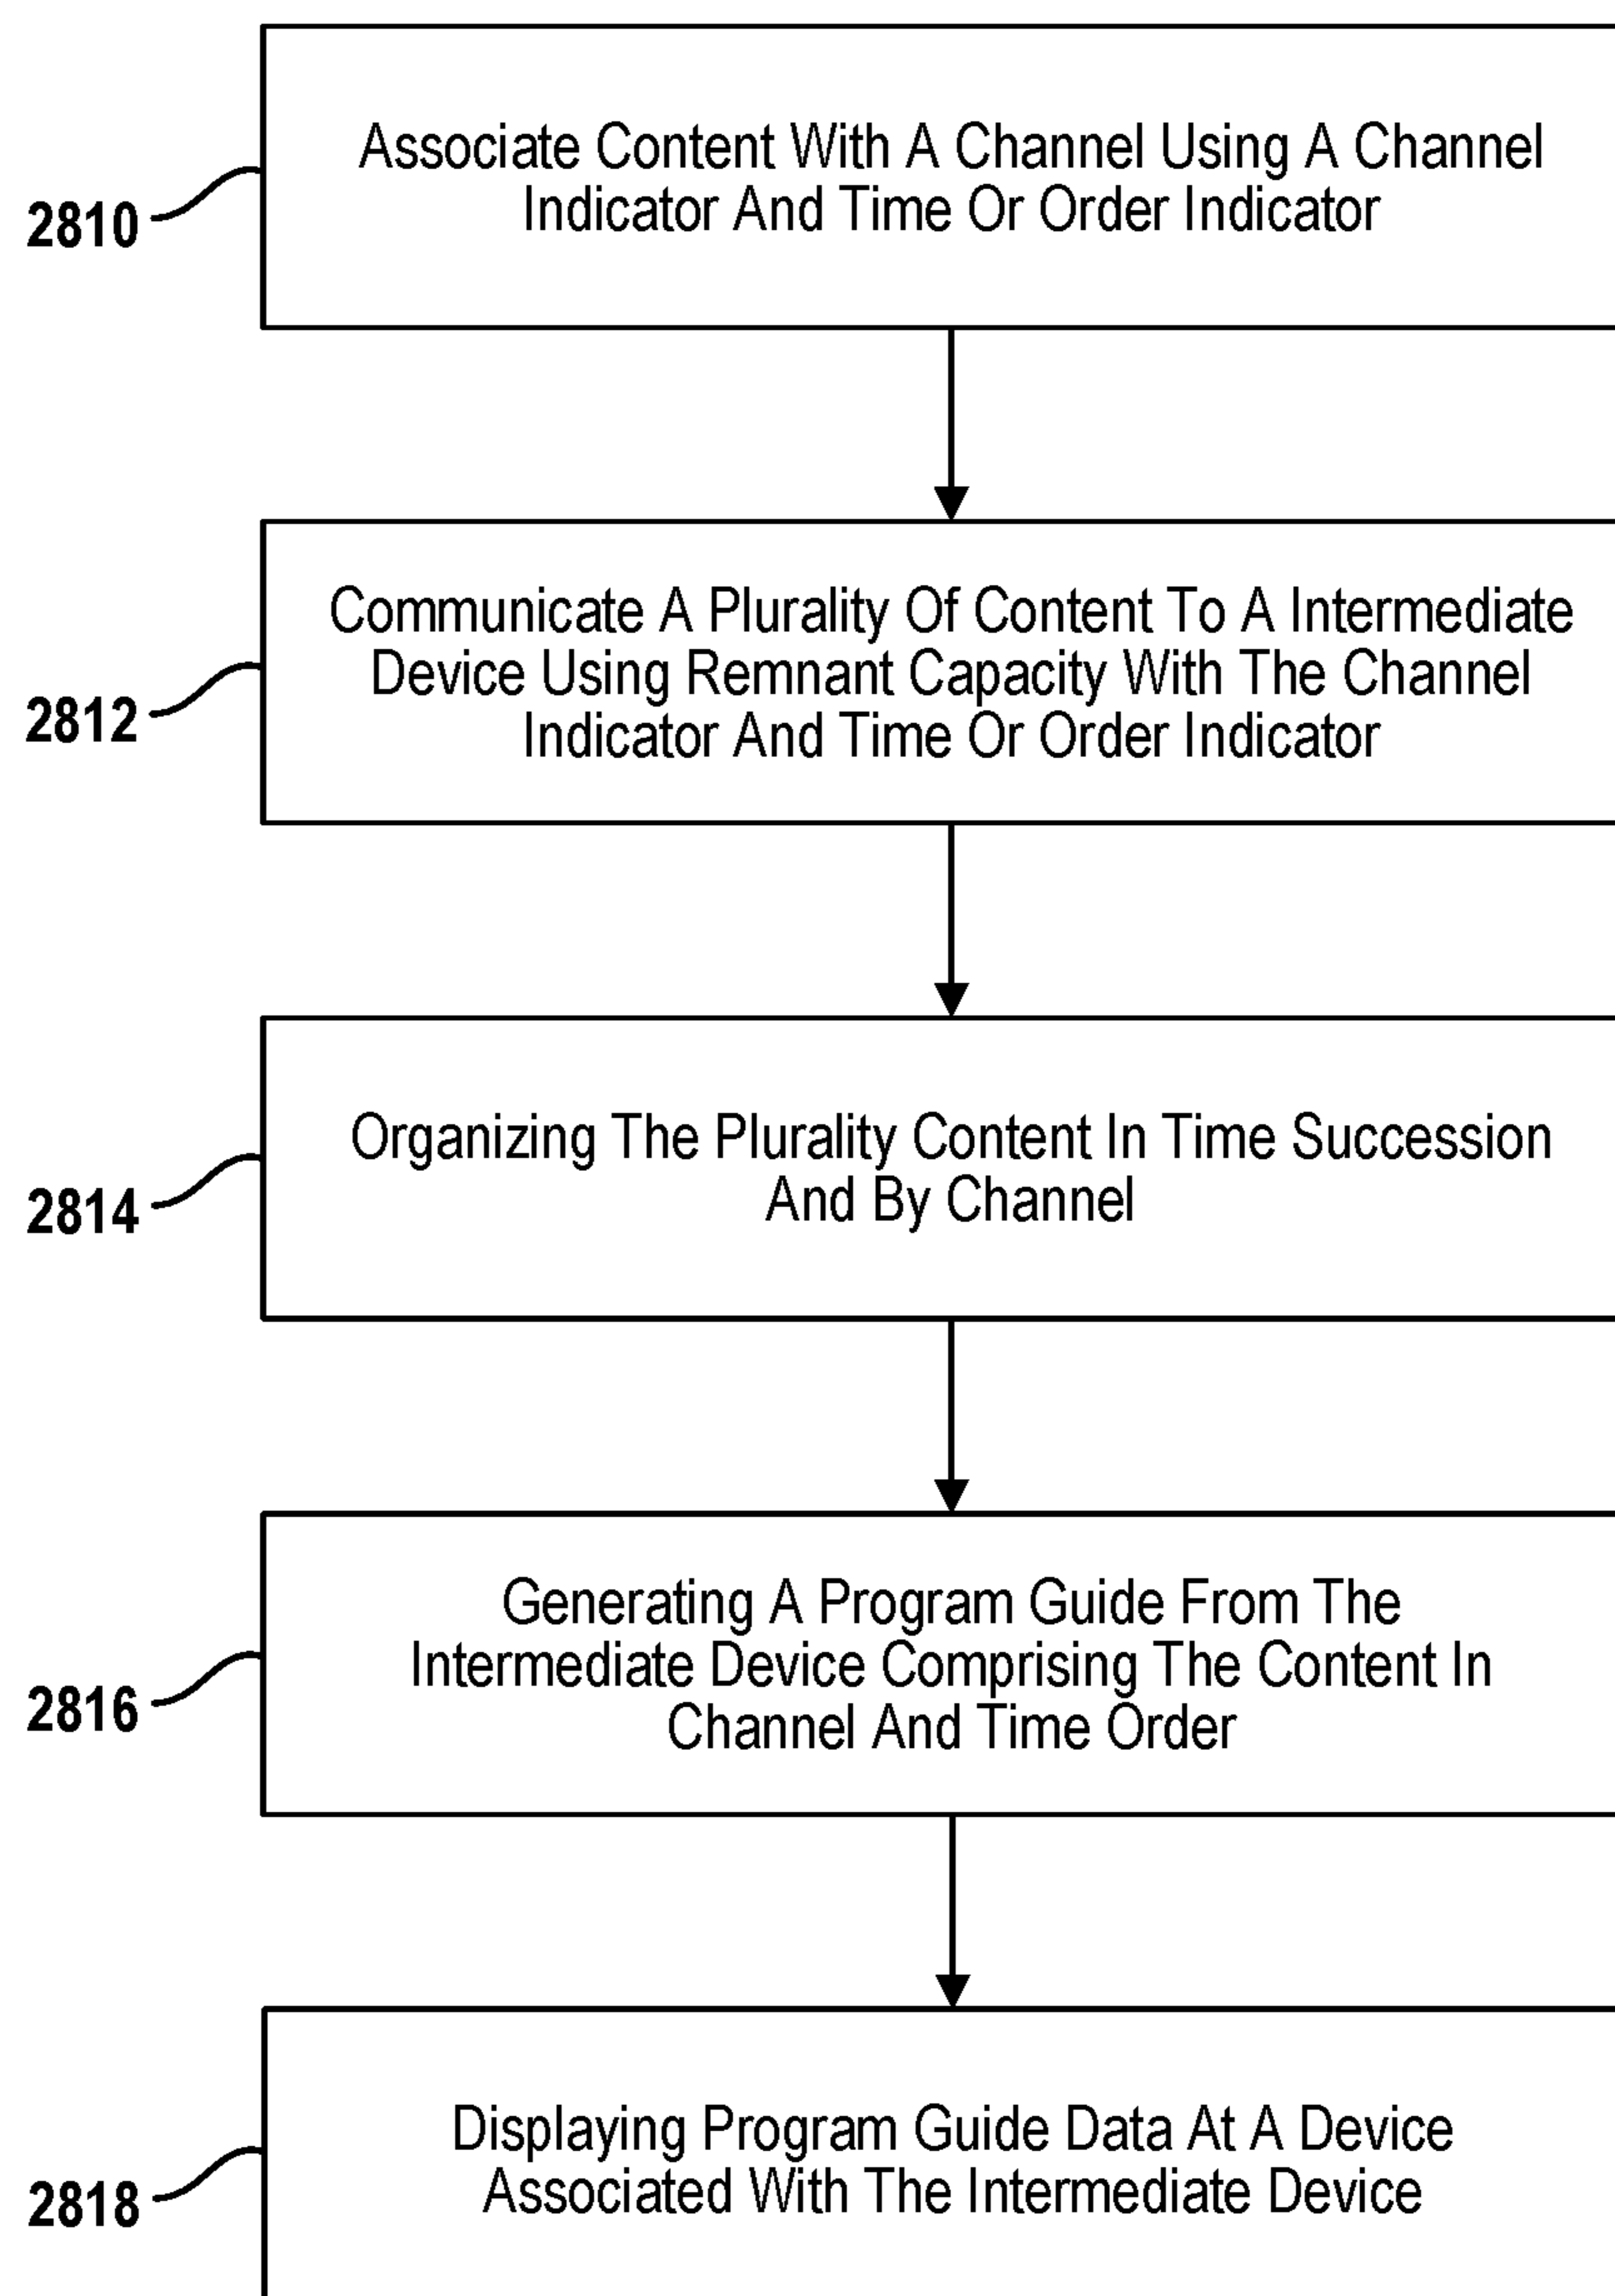 Associate Content With A Channel Using A Channel
Indicator And Time Or Order Indicator
2810
Communicate A Plurality Of Content To A Intermediate
Device Using Remnant Capacity With The Channel
Indicator And Time Or Order Indicator
2812
Organizing The Plurality Content In Time Succession
And By Channel
2814
Generating A Program Guide From The
Intermediate Device Comprising The Content In
Channel And Time Order
2816
Displaying Program Guide Data At A Device
Associated With The Intermediate Device
2818